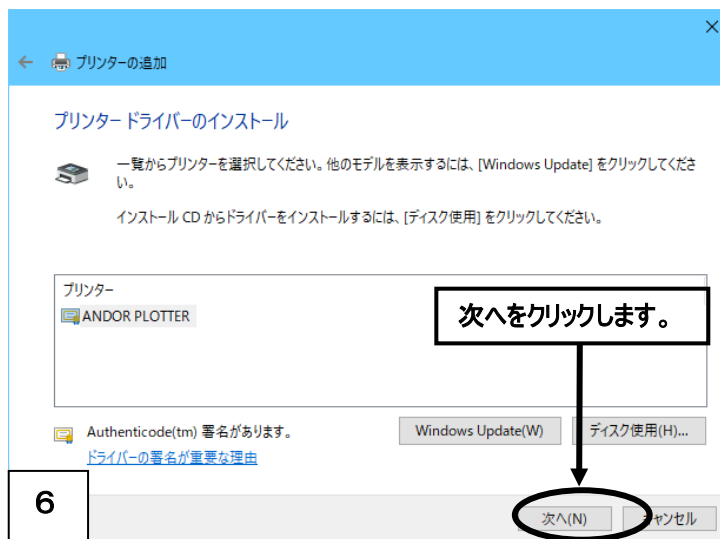 プリンターの追加
プリンター ドライバーのインストール
一覧からプリンターを選択してください。他のモデルを表示するには、[Windows Update] をクリックしてくださ
い。
インストール CD からドライバーをインストールするには、[ディスク使用] をクリックしてください。
プリンター
ANDOR PLOTTER
次へをクリックします。
Authenticode(tm) 署名があります。
Windows Update(W)
ディスク使用(H)...
ドライバーの署名が重要な理由
6
次へ(N)
キャンセル